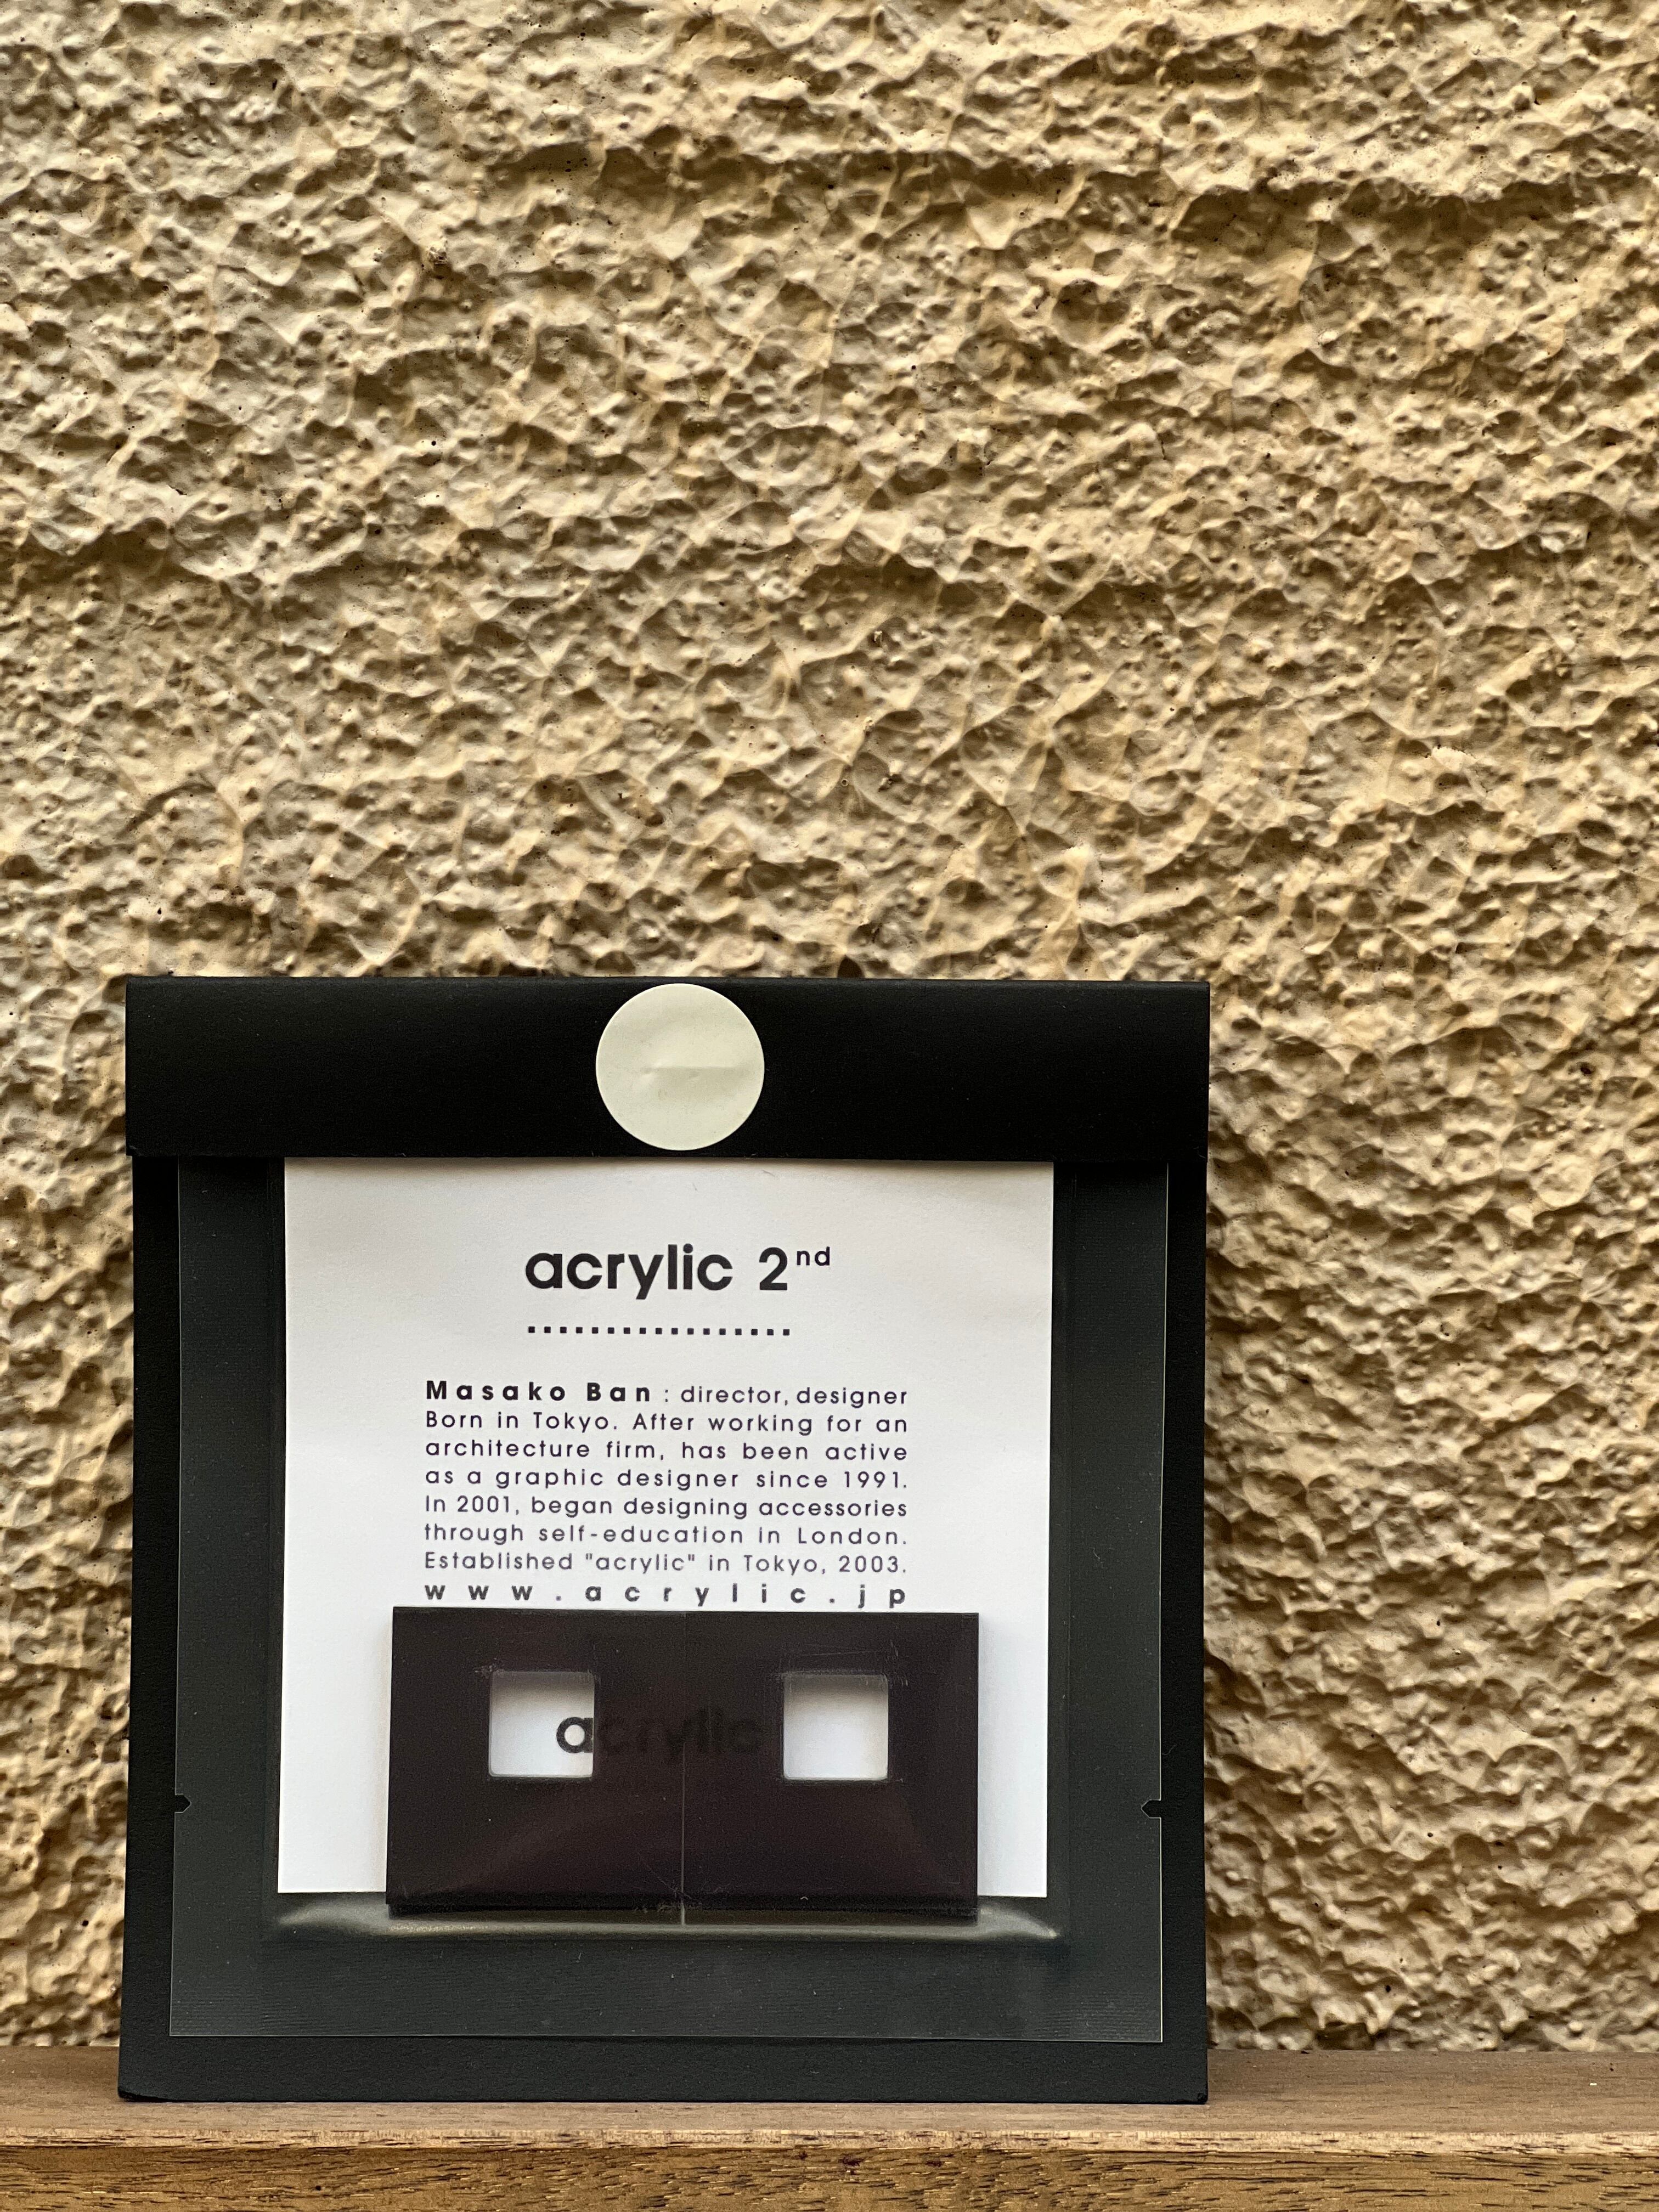 acrylic 2nd
Masako Ban : director, designer
Born in Tokyo. After working for an
architecture firm, has been active
as a graphic designer since 1991.
In 2001, began designing accessories
through self-education in London.
Established "acrylic" in Tokyo, 2003.
www.acrylic.jp
acrylic